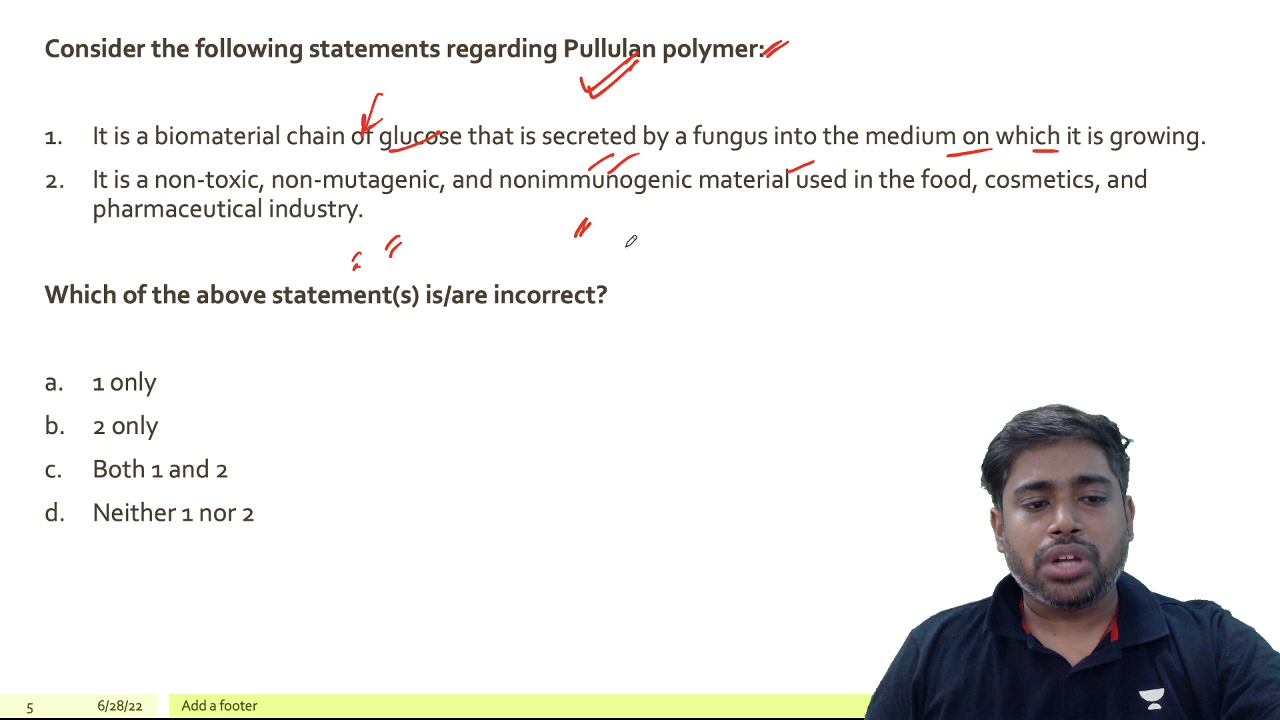 Consider the following statements regarding Pullulan polymer:
1. It is a biomaterial chain of glucose that is secreted by a fungus into the medium on which it is growing.
2. It is a non-toxic, non-mutagenic, and nonimmunogenic material used in the food, cosmetics, and
pharmaceutical industry.
Which of the above statement(s) is/are incorrect?
a. 1 only
b. 2 only
c. Both 1 and 2
d. Neither 1 nor 2
5 6/28/22 Add a footer